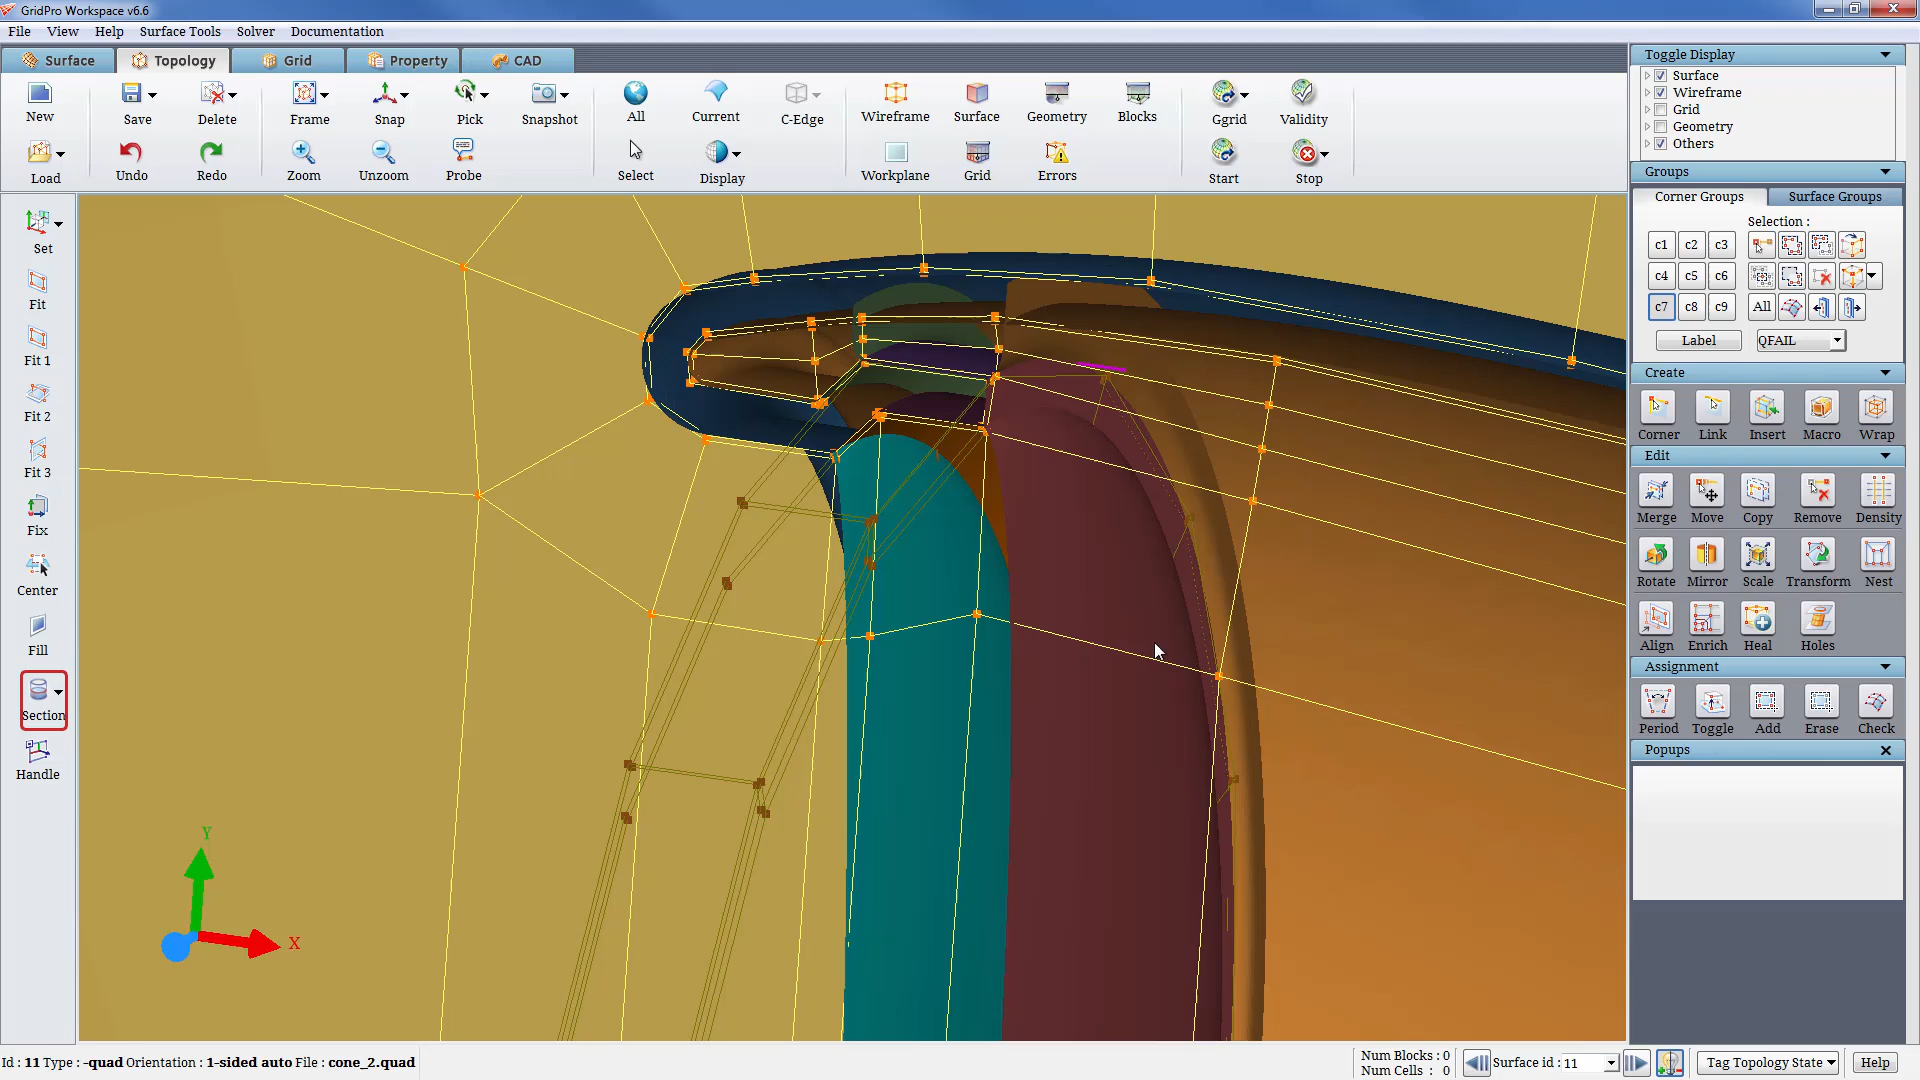 GridPro Workspace v6.6
File View Help Surface Tools Solver Documentation
Surface Topology Grid Property CAD
New Save Delete Frame Snap Pick Snapshot All Current C-Edge Wireframe Surface Geometry Blocks Ggrid Validity
Load Undo Redo Zoom Unzoom Probe Select Display Workplane Grid Errors Start Stop
Set
Fit
Fit 1
Fit 2
Fit 3
Fix
Center
Fill
Section
Handle
Y
X
Toggle Display
Surface
Wireframe
Grid
Geometry
Others
Groups
Corner Groups Surface Groups
Selection :
c1 c2 c3
c4 c5 c6
c7 c8 c9 All
Label QFAIL
Create
Corner Link Insert Macro Wrap
Edit
Merge Move Copy Remove Density
Rotate Mirror Scale Transform Nest
Align Enrich Heal Holes
Assignment
Period Toggle Add Erase Check
Popups
Id : 11 Type : -quad Orientation : 1-sided auto File : cone_2.quad
Num Blocks : 0
Num Cells : 0
Surface id : 11
Tag Topology State
Help